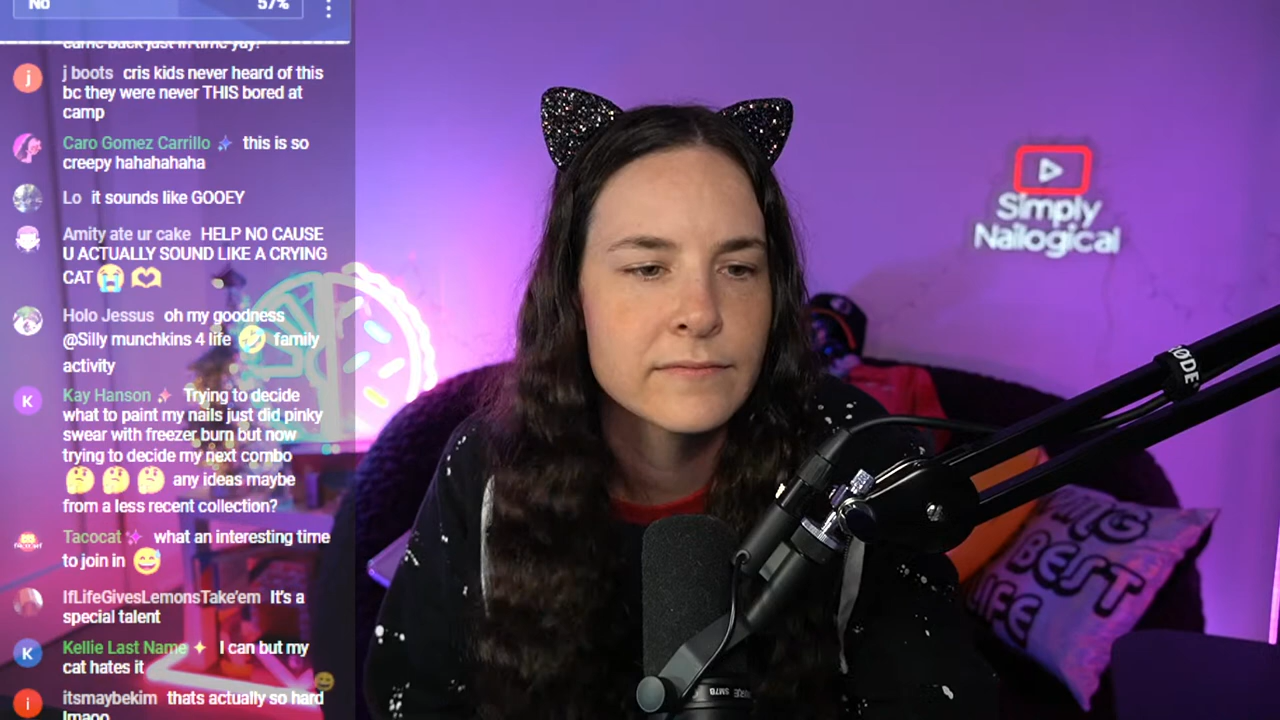 No 57%
came back just in time yay!
j boots cris kids never heard of this
bc they were never THIS bored at
camp
Caro Gomez Carrillo this is so
creepy hahahahaha
Lo it sounds like GOOEY
Amity ate ur cake HELP NO CAUSE
U ACTUALLY SOUND LIKE A CRYING
CAT
Holo Jessus oh my goodness
@Silly munchkins 4 life family
activity
Kay Hanson Trying to decide
what to paint my nails just did pinky
swear with freezer burn but now
trying to decide my next combo
any ideas maybe
from a less recent collection?
Tacocat what an interesting time
to join in
IfLifeGivesLemonsTake'em It's a
special talent
Kellie Last Name I can but my
cat hates it
itsmaybekim thats actually so hard
lmaoo
Simply
Nailogical
RØDE
SM7B
BEST
LIFE